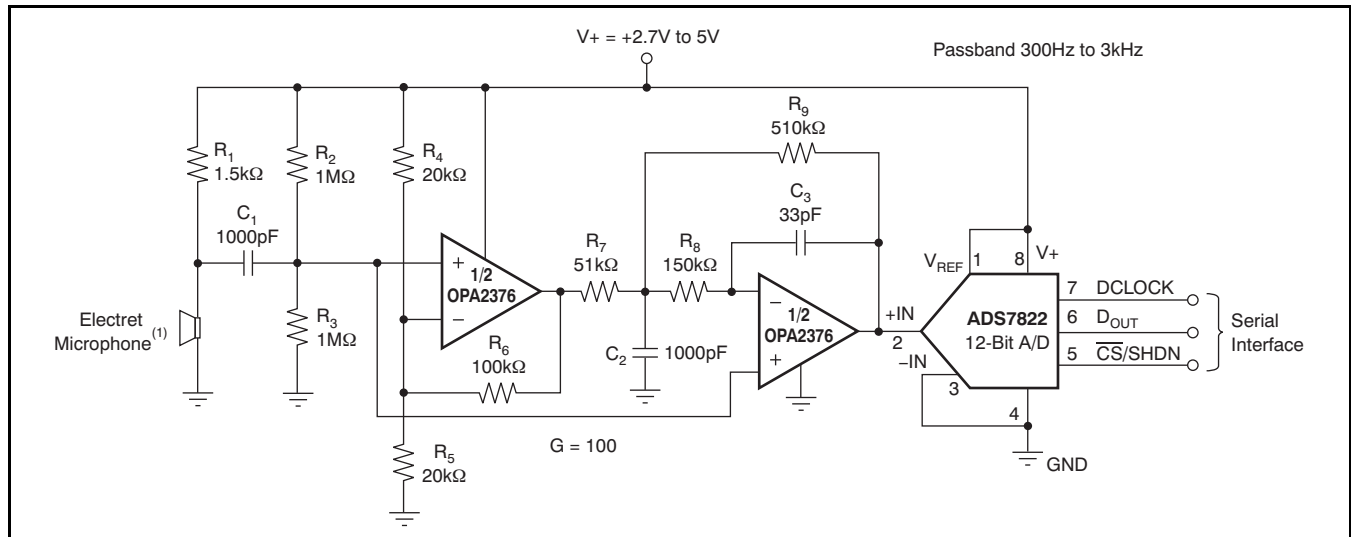 V+ = +2.7V to 5V
Passband 300Hz to 3kHz
R1
1.5kΩ
R2
1MΩ
R4
20kΩ
R9
510kΩ
C3
33pF
C1
1000pF
R7
51kΩ
R8
150kΩ
VREF
1
8
V+
+
1/2
OPA2376
−
−
1/2
OPA2376
+
+IN
2
−IN
3
ADS7822
12-Bit A/D
7 DCLOCK
6 DOUT
5 CS/SHDN
Serial
Interface
Electret
Microphone(1)
R3
1MΩ
R6
100kΩ
C2
1000pF
4
G = 100
R5
20kΩ
GND